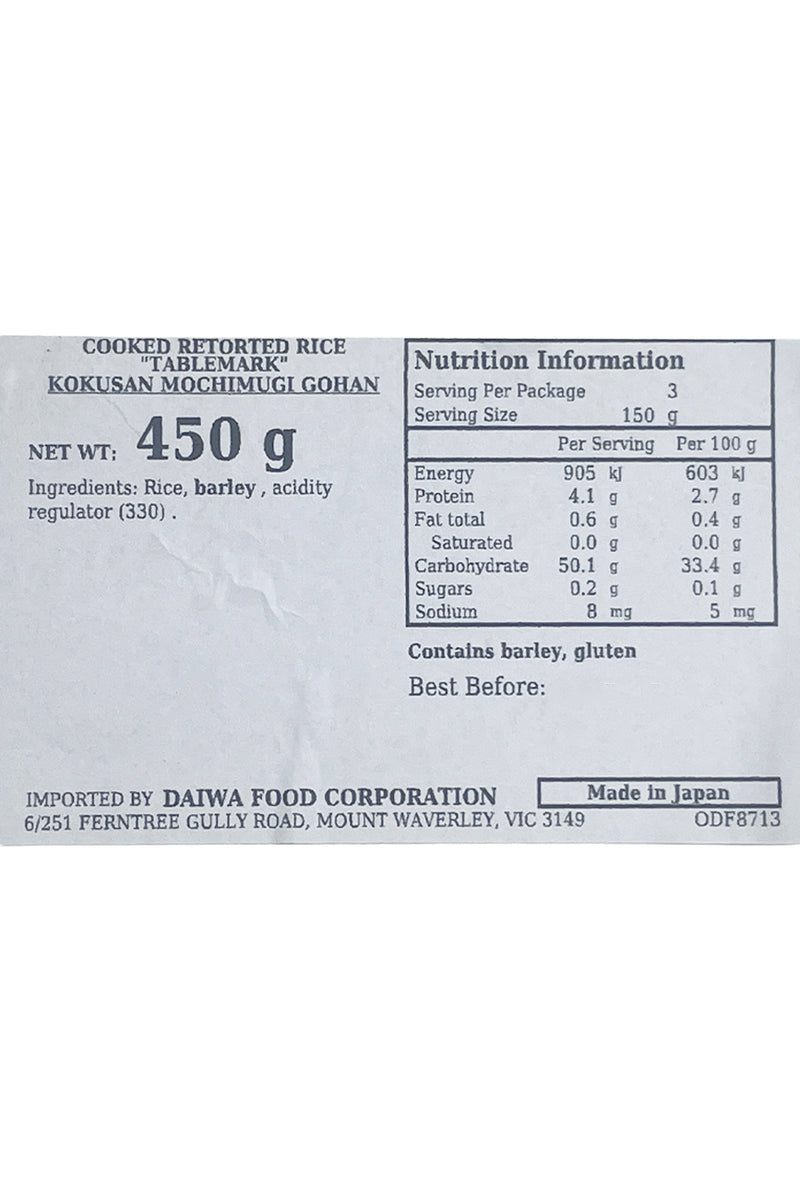 COOKED RETORTED RICE
"TABLEMARK"
KOKUSAN MOCHIMUGI GOHAN
NET WT: 450 g
Ingredients: Rice, barley , acidity
regulator (330) .
Nutrition Information
Serving Per Package 3
Serving Size 150 g
Per Serving Per 100 g
Energy 905 kJ 603 kJ
Protein 4.1 g 2.7 g
Fat total 0.6 g 0.4 g
Saturated 0.0 g 0.0 g
Carbohydrate 50.1 g 33.4 g
Sugars 0.2 g 0.1 g
Sodium 8 mg 5 mg
Contains barley, gluten
Best Before:
IMPORTED BY DAIWA FOOD CORPORATION
6/251 FERNTREE GULLY ROAD, MOUNT WAVERLEY, VIC 3149
Made in Japan
ODF8713